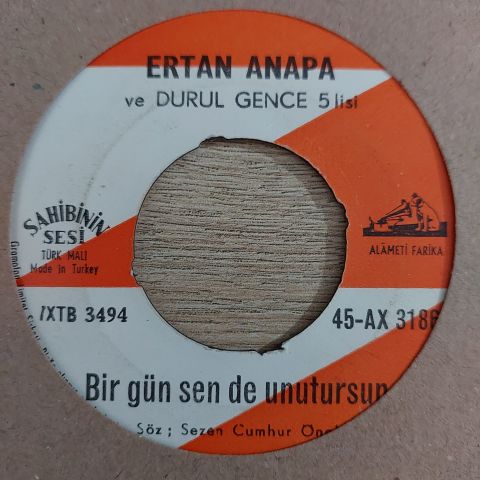 ERTAN ANAPA
ve DURUL GENCE 5lisi
SAHİBİNİN
SESİ
TÜRK MALI
Made in Turkey
ALÂMETİ FARİKA
7XTB 3494
45-AX 3186
Bir gün sen de unutursun
Söz ; Sezen Cumhur